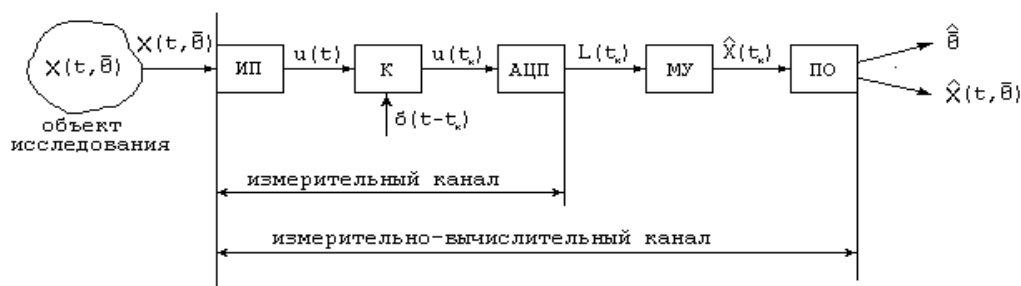 X(t,θ̄)
объект
исследования
X(t,θ̄)
ИП
u(t)
К
δ(t-tₖ)
u(tₖ)
АЦП
L(tₖ)
МУ
X̂(tₖ)
ПО
θ̄̂
X̂(t,θ̄)
измерительный канал
измерительно-вычислительный канал